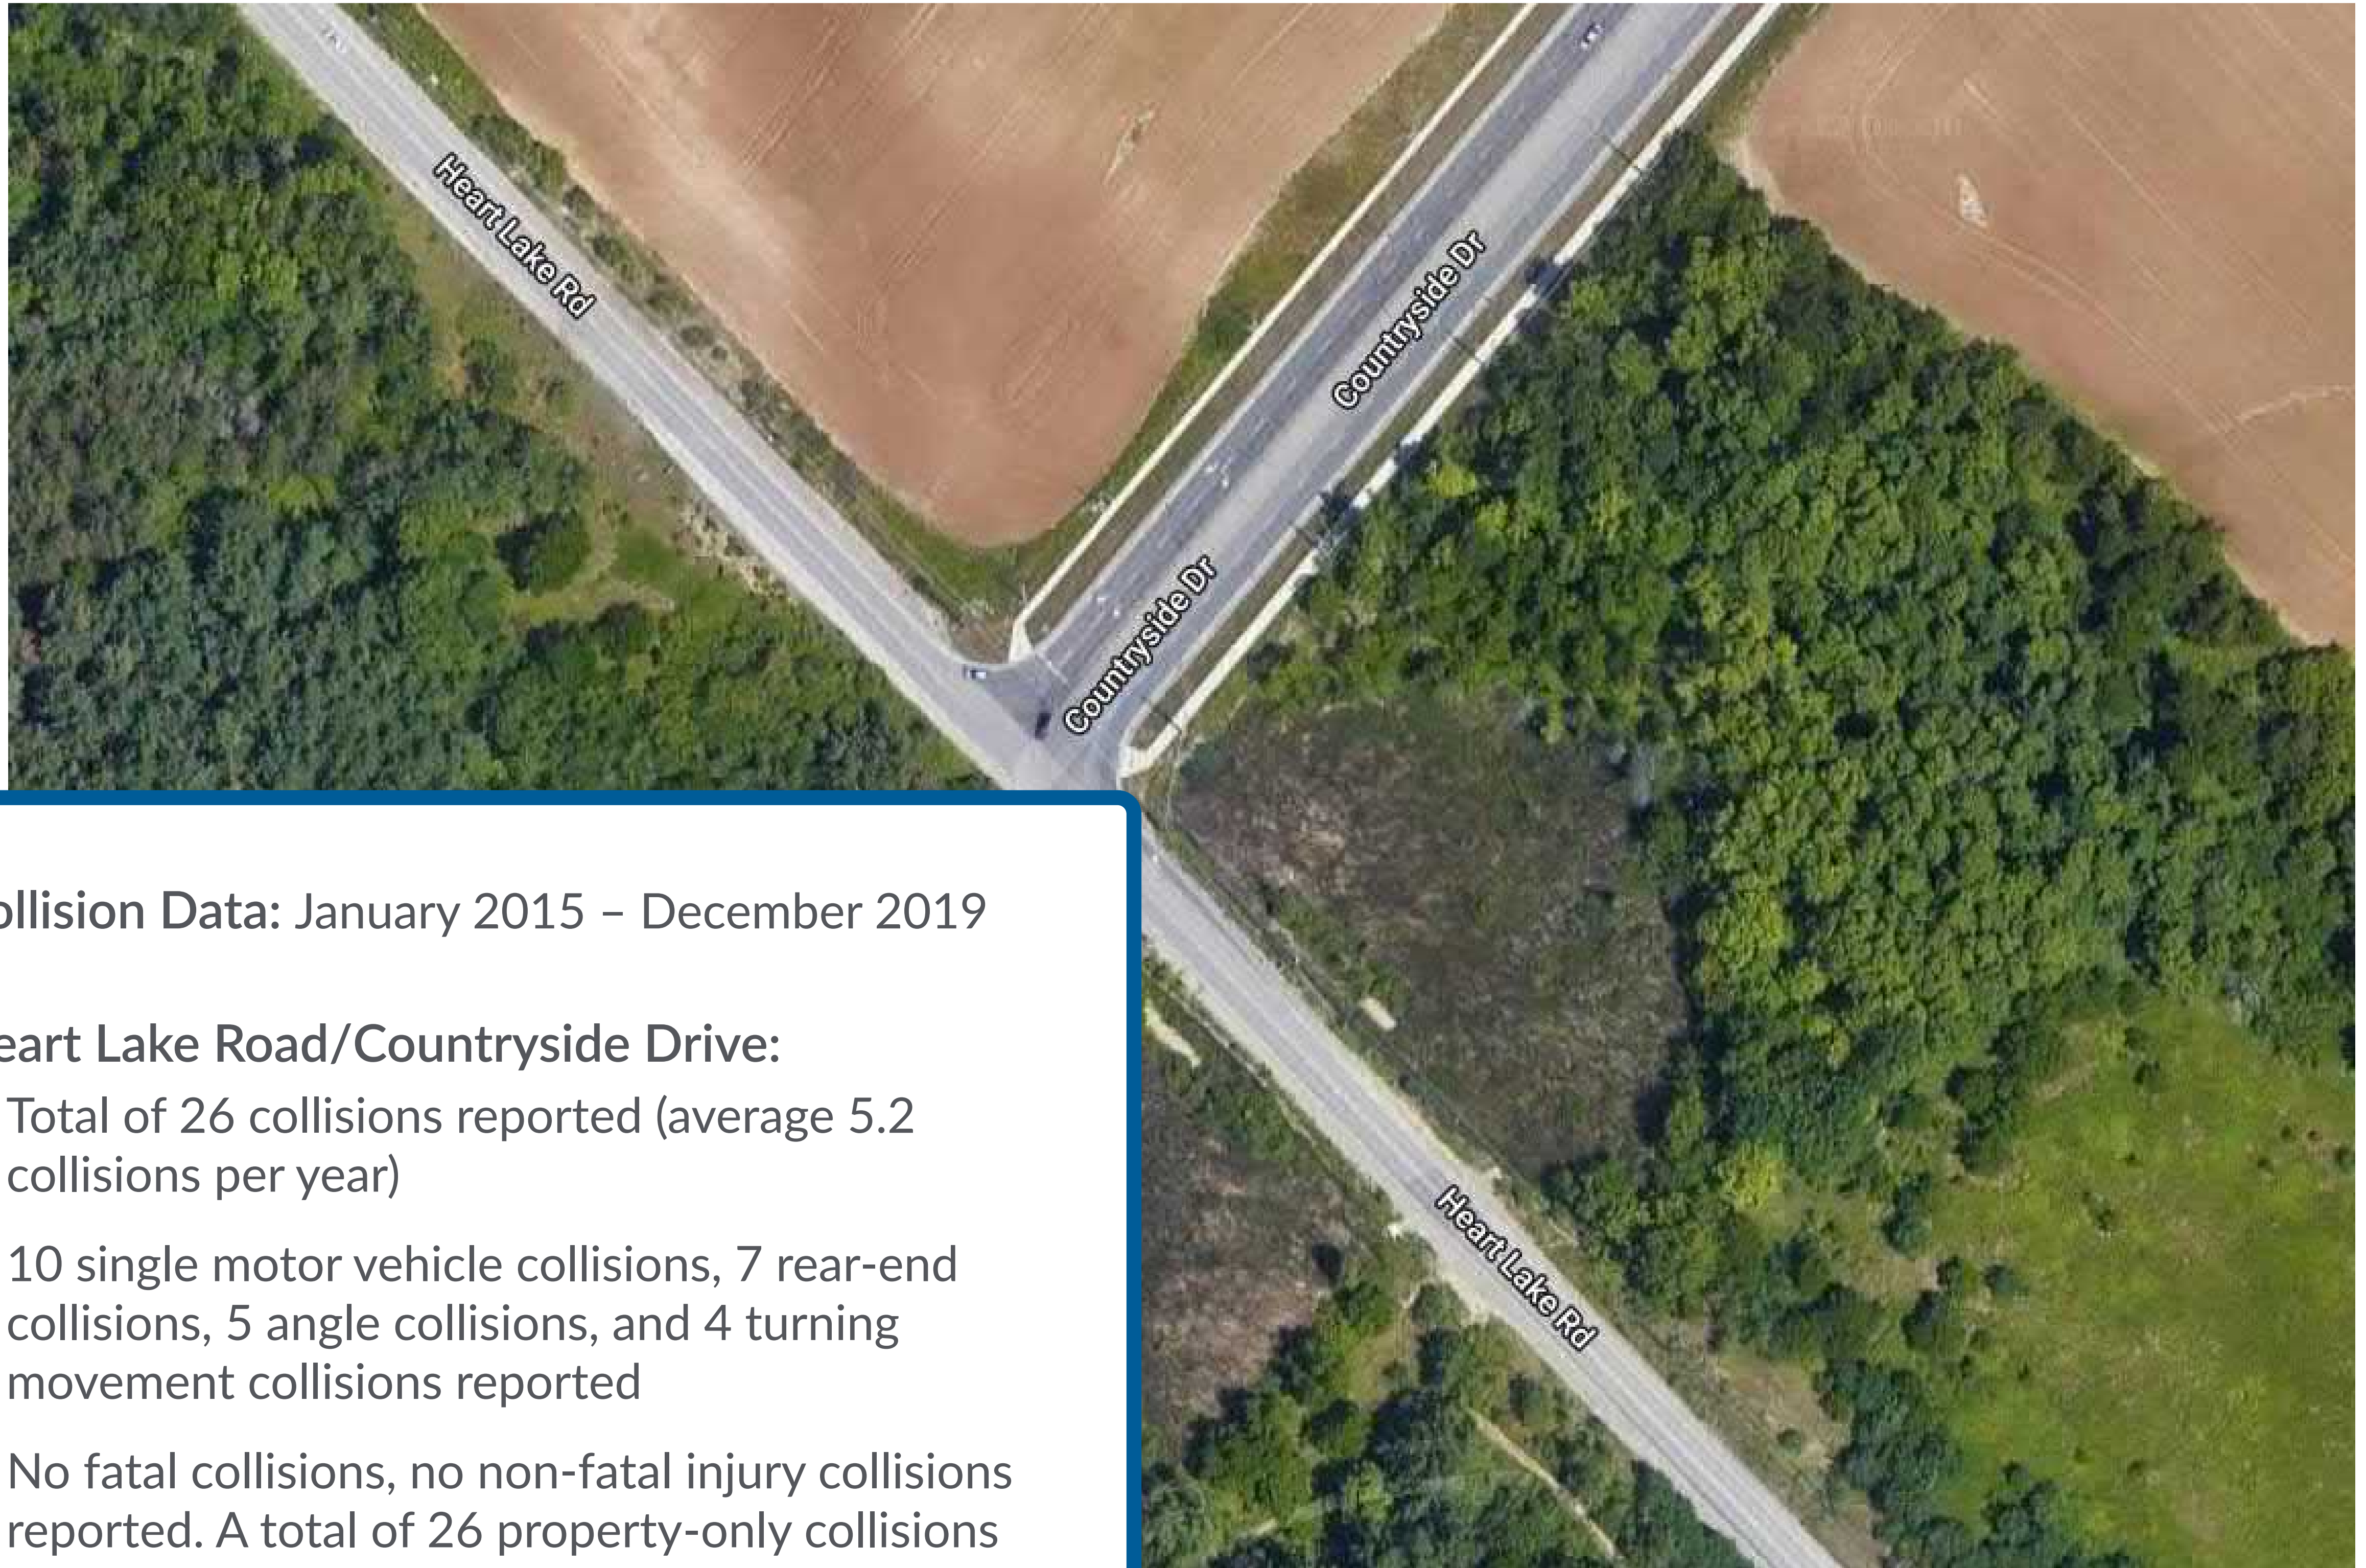 Heart Lake Rd
Countryside Dr
Countryside Dr
ollision Data: January 2015 – December 2019
eart Lake Road/Countryside Drive:
Total of 26 collisions reported (average 5.2
collisions per year)
10 single motor vehicle collisions, 7 rear-end
collisions, 5 angle collisions, and 4 turning
movement collisions reported
No fatal collisions, no non-fatal injury collisions
reported. A total of 26 property-only collisions
Heart Lake Rd